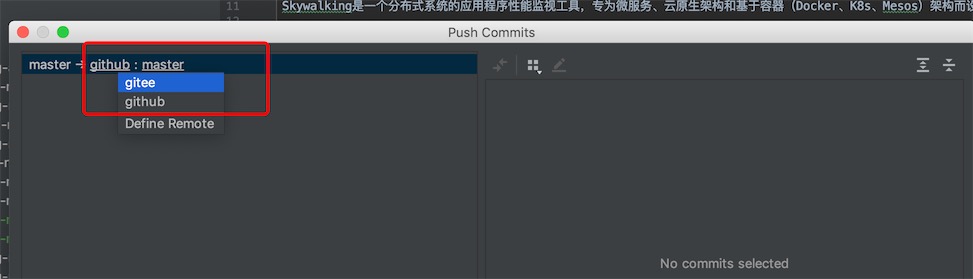 11 Skywalking是一个分布式系统的应用程序性能监视工具，专为微服务、云原生架构和基于容器（Docker、K8s、Mesos）架构而设
12
Push Commits
master → github : master
gitee
github
Define Remote
No commits selected